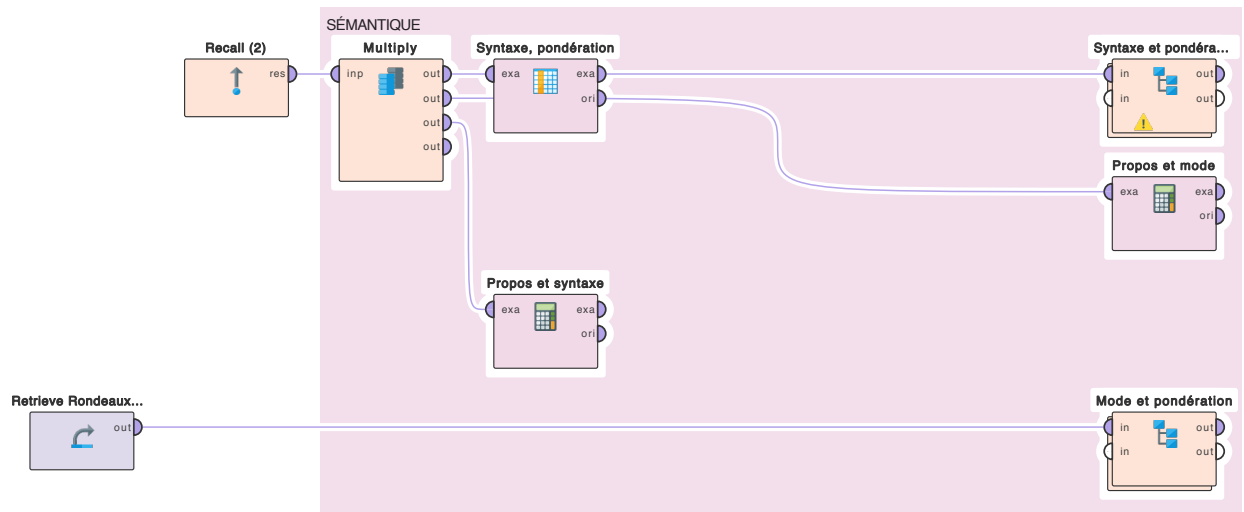 SÉMANTIQUE
Recall (2)
res
Multiply
inp
out
out
out
out
Syntaxe, pondération
exa
exa
ori
Syntaxe et pondéra...
in
out
in
out
Propos et mode
exa
exa
ori
Propos et syntaxe
exa
exa
ori
Retrieve Rondeaux...
out
Mode et pondération
in
out
in
out